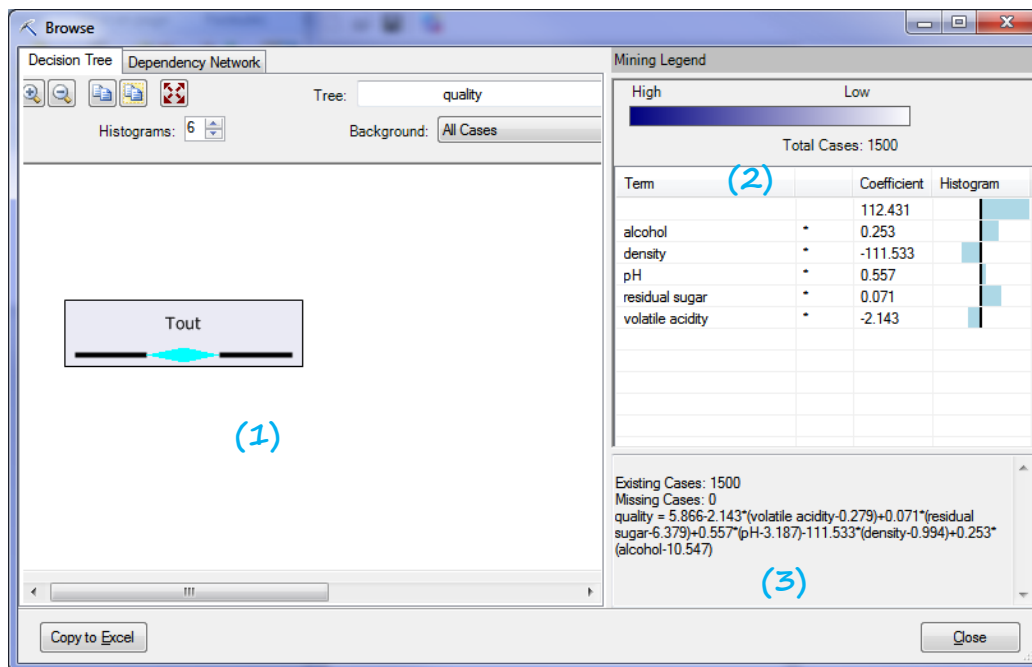 Browse
Decision Tree
Dependency Network
Tree:
quality
Histograms:
6
Background:
All Cases
Tout
(1)
Mining Legend
High
Low
Total Cases: 1500
(2)
Term Coefficient Histogram
112.431
alcohol * 0.253
density * -111.533
pH * 0.557
residual sugar * 0.071
volatile acidity * -2.143
Existing Cases: 1500
Missing Cases: 0
quality = 5.866-2.143*(volatile acidity-0.279)+0.071*(residual
sugar-6.379)+0.557*(pH-3.187)-111.533*(density-0.994)+0.253*
(alcohol-10.547)
(3)
Copy to Excel
Close